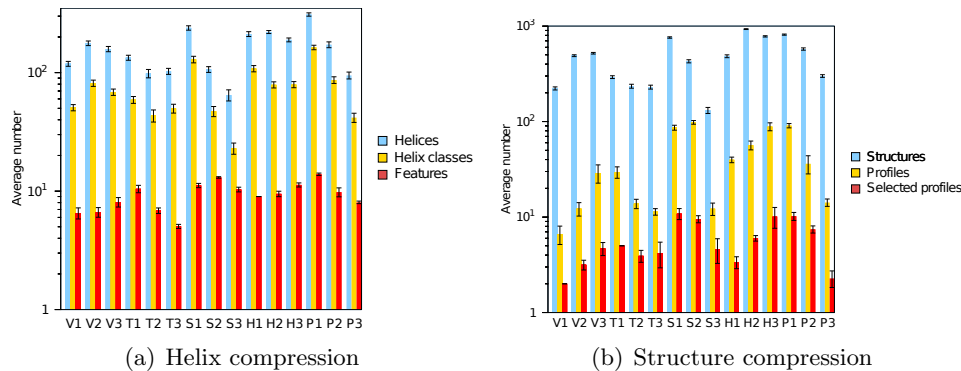 Average number
10²
10
1
V1 V2 V3 T1 T2 T3 S1 S2 S3 H1 H2 H3 P1 P2 P3
Helices
Helix classes
Features
(a) Helix compression
Average number
10³
10²
10
1
V1 V2 V3 T1 T2 T3 S1 S2 S3 H1 H2 H3 P1 P2 P3
Structures
Profiles
Selected profiles
(b) Structure compression